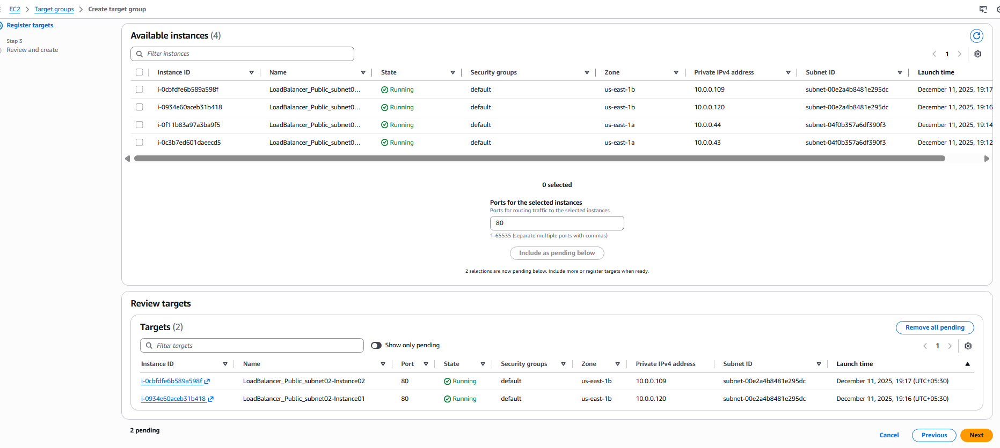 EC2 > Target groups > Create target group
Register targets
Step 3
Review and create
Available instances (4)
Filter instances
1
Instance ID Name State Security groups Zone Private IPv4 address Subnet ID Launch time
i-0cbfdfe6b589a598f LoadBalancer_Public_subnet0... Running default us-east-1b 10.0.0.109 subnet-00e2a4b8481e295dc December 11, 2025, 19:17
i-0934e60aceb31b418 LoadBalancer_Public_subnet0... Running default us-east-1b 10.0.0.120 subnet-00e2a4b8481e295dc December 11, 2025, 19:16
i-0f11b83a97a3ba9f5 LoadBalancer_Public_subnet0... Running default us-east-1a 10.0.0.44 subnet-04f0b357a6df390f3 December 11, 2025, 19:14
i-0c3b7ed601daeecd5 LoadBalancer_Public_subnet0... Running default us-east-1a 10.0.0.43 subnet-04f0b357a6df390f3 December 11, 2025, 19:12
0 selected
Ports for the selected instances
Ports for routing traffic to the selected instances.
80
1-65535 (separate multiple ports with commas)
Include as pending below
2 selections are now pending below. Include more or register targets when ready.
Review targets
Targets (2)
Remove all pending
Filter targets
Show only pending
1
Instance ID Name Port State Security groups Zone Private IPv4 address Subnet ID Launch time
i-0cbfdfe6b589a598f LoadBalancer_Public_subnet02-Instance02 80 Running default us-east-1b 10.0.0.109 subnet-00e2a4b8481e295dc December 11, 2025, 19:17 (UTC+05:30)
i-0934e60aceb31b418 LoadBalancer_Public_subnet02-Instance01 80 Running default us-east-1b 10.0.0.120 subnet-00e2a4b8481e295dc December 11, 2025, 19:16 (UTC+05:30)
2 pending
Cancel Previous Next